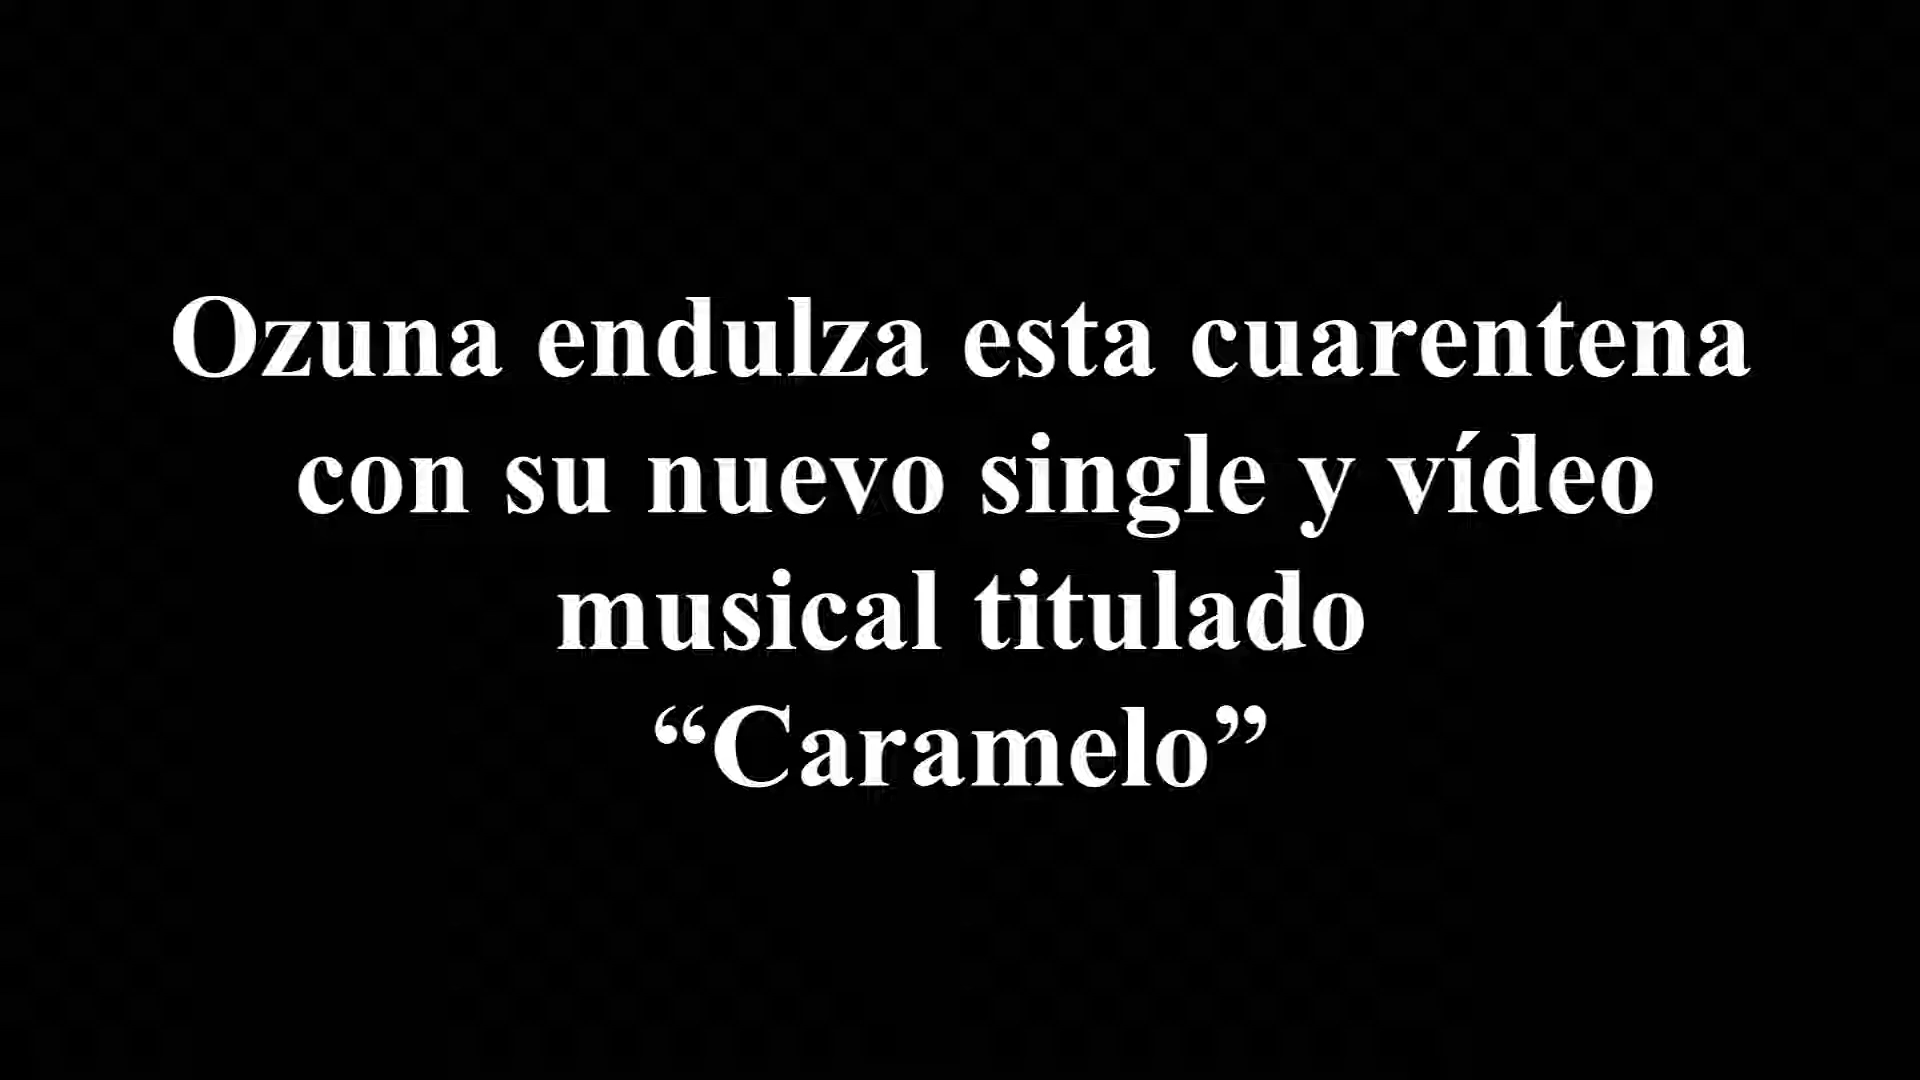 Ozuna endulza esta cuarentena
con su nuevo single y vídeo
musical titulado
“Caramelo”